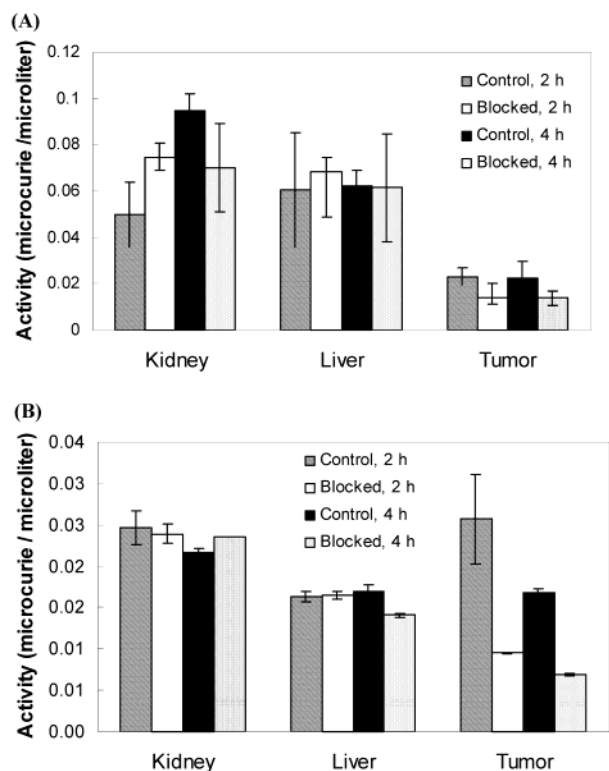 (A)
Activity (microcurie /microliter)
0.12
0.1
0.08
0.06
0.04
0.02
0
Control, 2 h
Blocked, 2 h
Control, 4 h
Blocked, 4 h
Kidney Liver Tumor
(B)
Activity (microcurie / microliter)
0.04
0.03
0.03
0.02
0.02
0.01
0.01
0.00
Control, 2 h
Blocked, 2 h
Control, 4 h
Blocked, 4 h
Kidney Liver Tumor